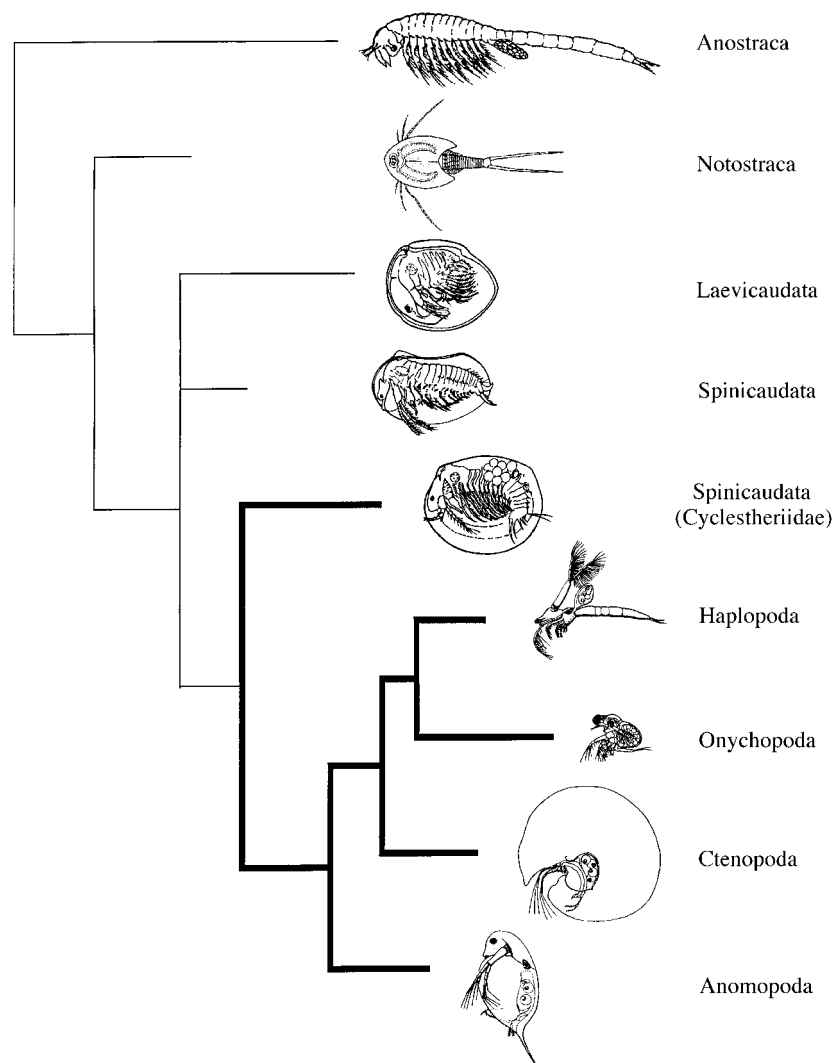 Anostraca
Notostraca
Laevicaudata
Spinicaudata
Spinicaudata
(Cyclestheriidae)
Haplopoda
Onychopoda
Ctenopoda
Anomopoda